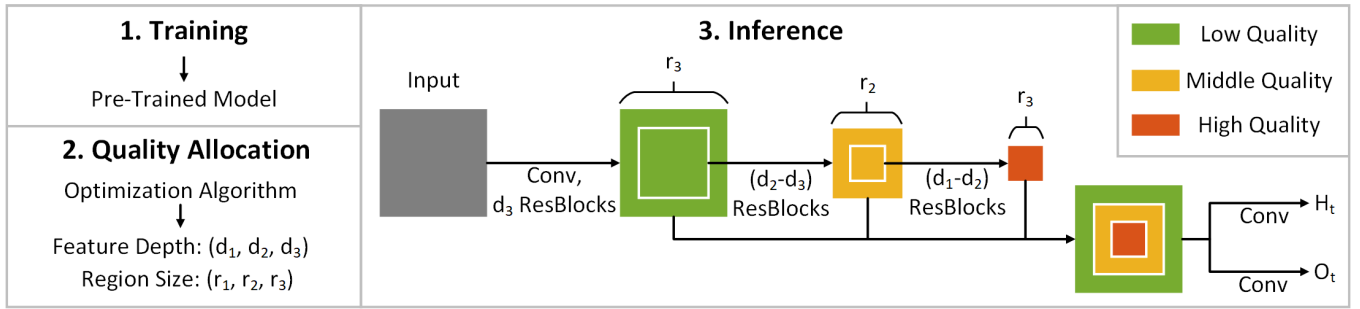 1. Training
Pre-Trained Model
2. Quality Allocation
Optimization Algorithm
Feature Depth: (d₁, d₂, d₃)
Region Size: (r₁, r₂, r₃)
3. Inference
Input
Conv,
d₃ ResBlocks
r₃
(d₂-d₃)
ResBlocks
r₂
(d₁-d₂)
ResBlocks
r₃
Conv
Hₜ
Conv
Oₜ
Low Quality
Middle Quality
High Quality